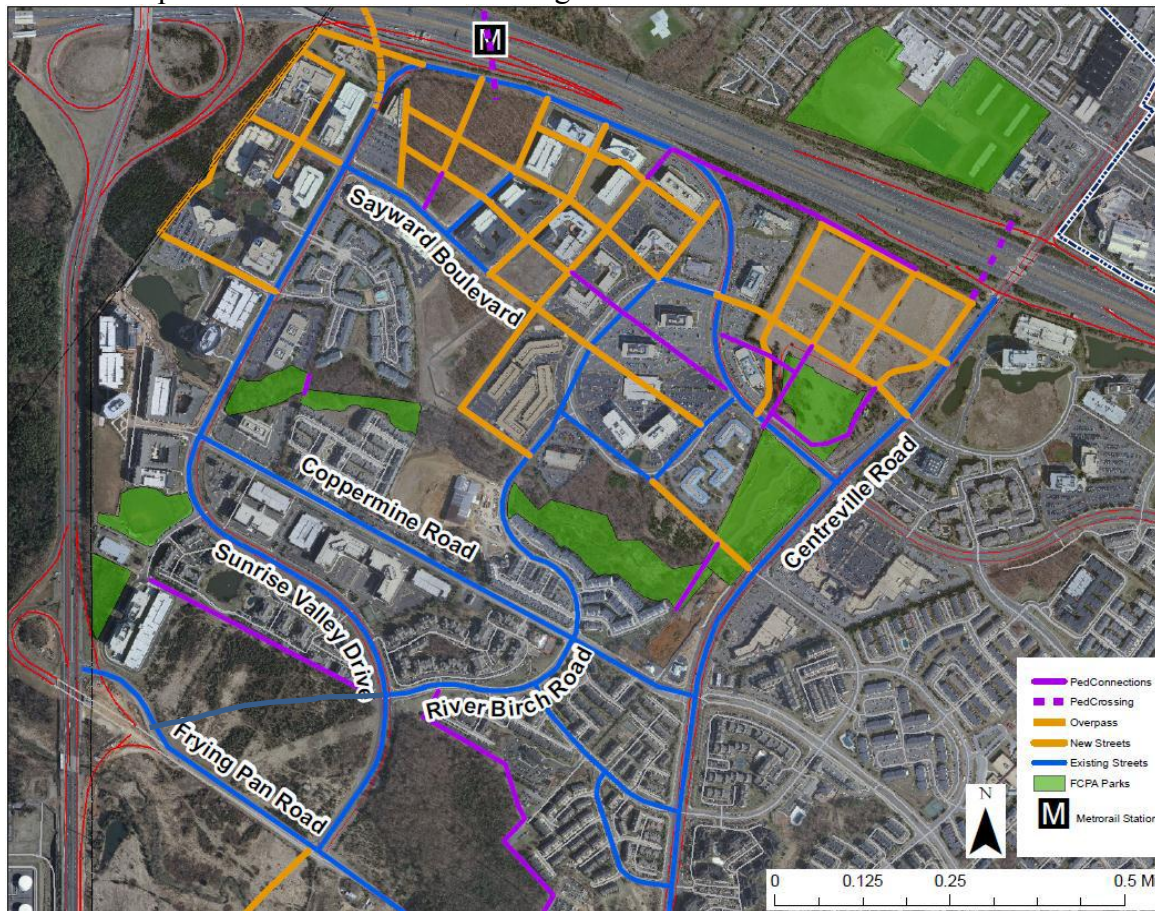 M
Sayward Boulevard
Coppermine Road
Centreville Road
Sunrise Valley Drive
River Birch Road
Frying Pan Road
PedConnections
PedCrossing
Overpass
New Streets
Existing Streets
FCPA Parks
M Metrorail Station
N
0 0.125 0.25 0.5 M